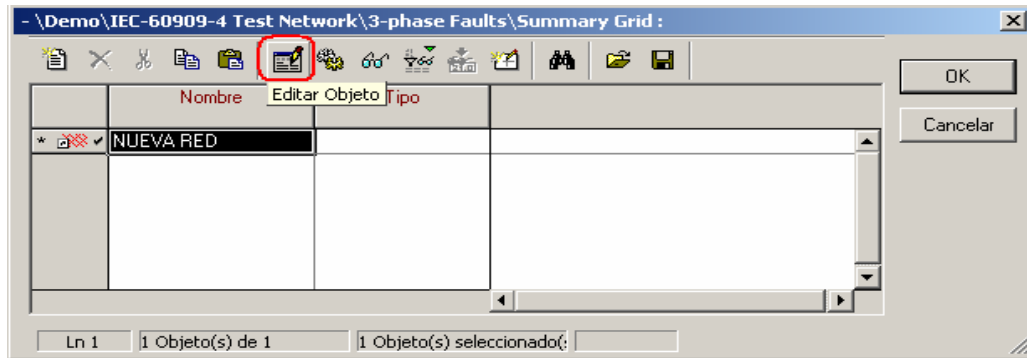 - \Demo\IEC-60909-4 Test Network\3-phase Faults\Summary Grid :
OK
Cancelar
Nombre
Editar Objeto
Tipo
* NUEVA RED
Ln 1
1 Objeto(s) de 1
1 Objeto(s) seleccionado(: